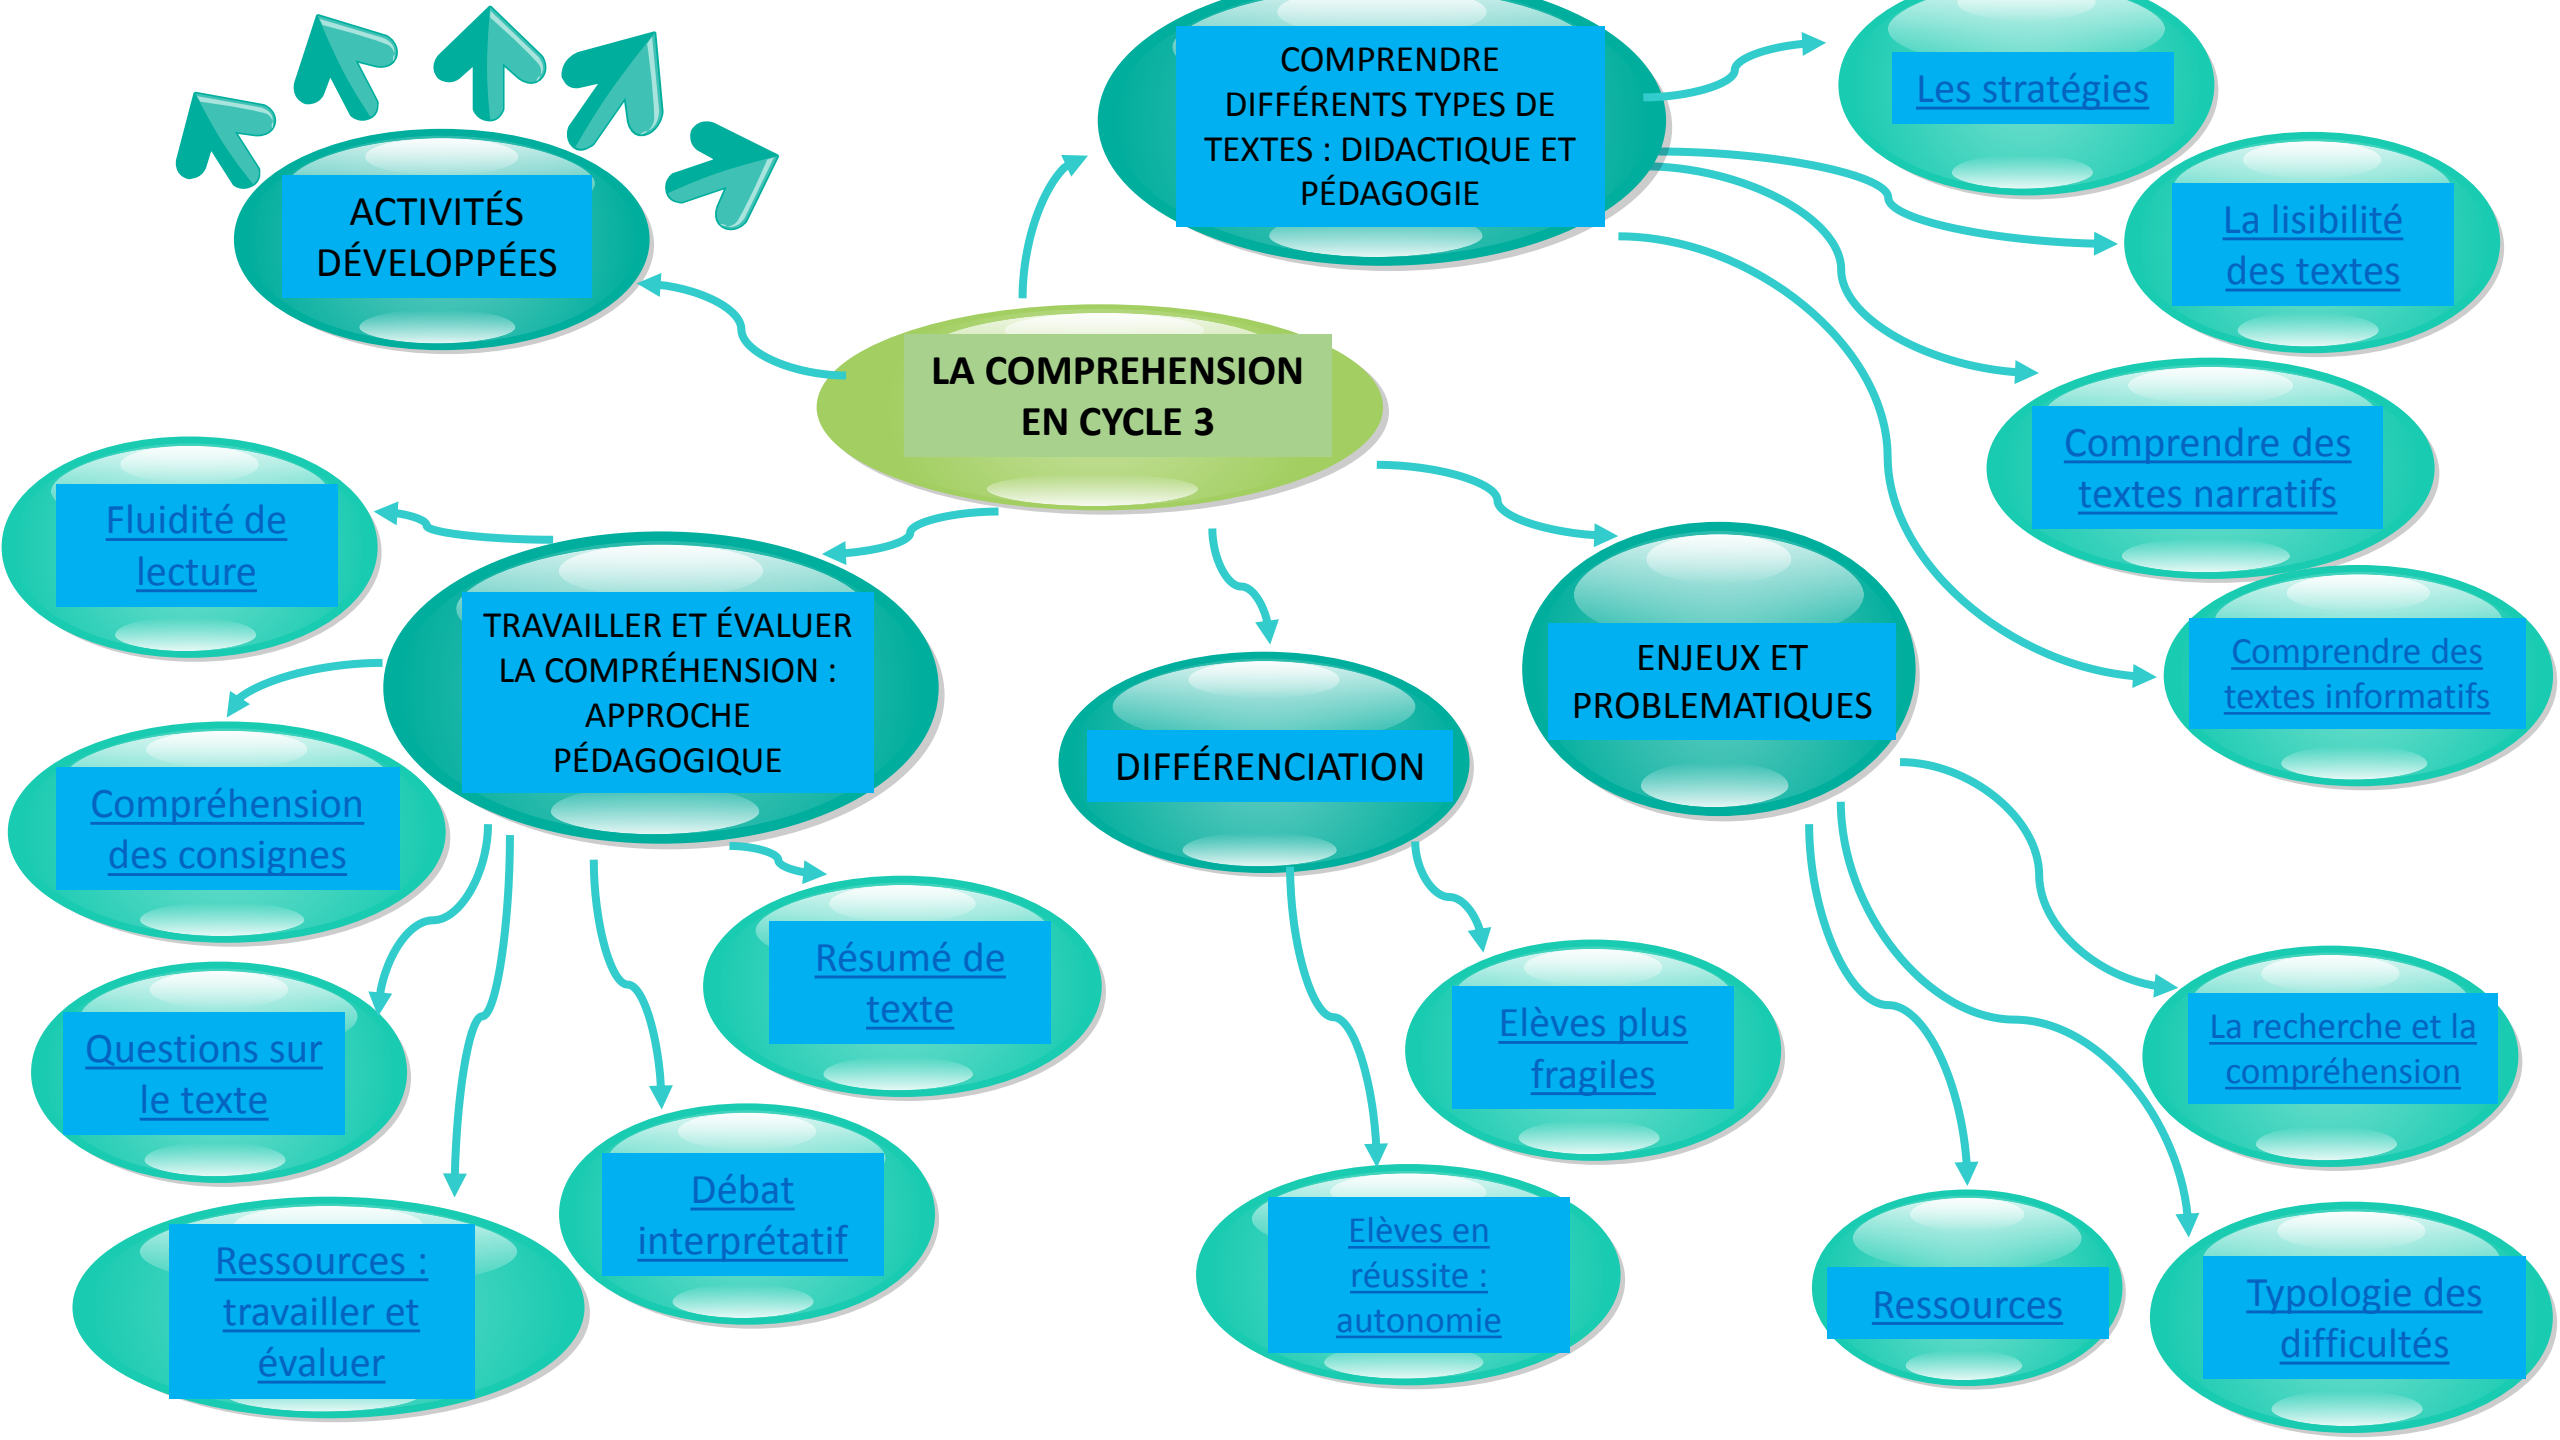 COMPRENDRE
DIFFÉRENTS TYPES DE
TEXTES : DIDACTIQUE ET
PÉDAGOGIE
Les stratégies
La lisibilité
des textes
ACTIVITÉS
DÉVELOPPÉES
LA COMPREHENSION
EN CYCLE 3
Comprendre des
textes narratifs
Fluidité de
lecture
TRAVAILLER ET ÉVALUER
LA COMPRÉHENSION :
APPROCHE
PÉDAGOGIQUE
ENJEUX ET
PROBLEMATIQUES
Comprendre des
textes informatifs
DIFFÉRENCIATION
Compréhension
des consignes
Résumé de
texte
Elèves plus
fragiles
La recherche et la
compréhension
Questions sur
le texte
Débat
interprétatif
Elèves en
réussite :
autonomie
Ressources :
travailler et
évaluer
Ressources
Typologie des
difficultés